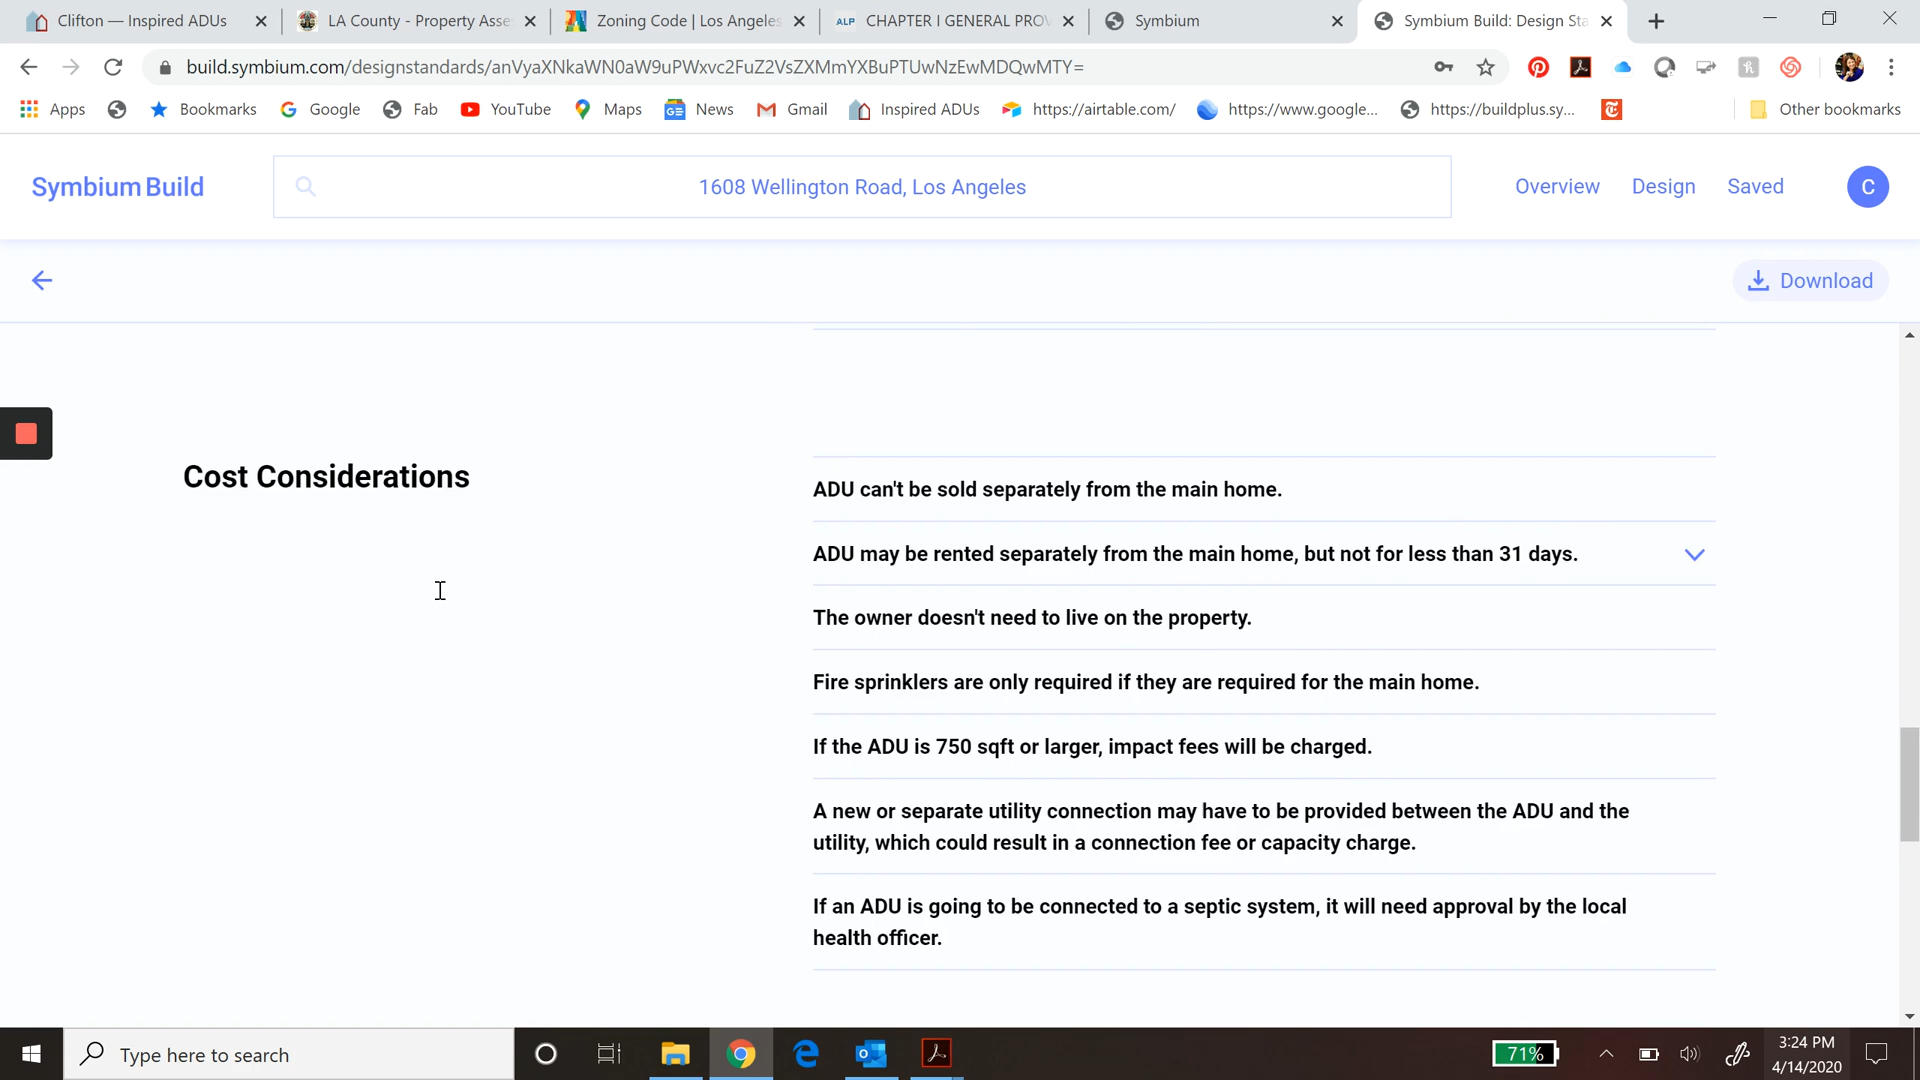 Clifton — Inspired ADUs
LA County - Property Asse
Zoning Code | Los Angeles
ALP CHAPTER I GENERAL PROV
Symbium
Symbium Build: Design Sta
build.symbium.com/designstandards/anVyaXNkaWN0aW9uPWxvc2FuZ2VsZXMmYXBuPTUwNzEwMDQwMTY=
Apps
Bookmarks
Google
Fab
YouTube
Maps
News
Gmail
Inspired ADUs
https://airtable.com/
https://www.google...
https://buildplus.sy...
Other bookmarks
Symbium Build
1608 Wellington Road, Los Angeles
Overview
Design
Saved
C
Download
Cost Considerations
ADU can't be sold separately from the main home.
ADU may be rented separately from the main home, but not for less than 31 days.
The owner doesn't need to live on the property.
Fire sprinklers are only required if they are required for the main home.
If the ADU is 750 sqft or larger, impact fees will be charged.
A new or separate utility connection may have to be provided between the ADU and the
utility, which could result in a connection fee or capacity charge.
If an ADU is going to be connected to a septic system, it will need approval by the local
health officer.
Type here to search
71%
3:24 PM
4/14/2020